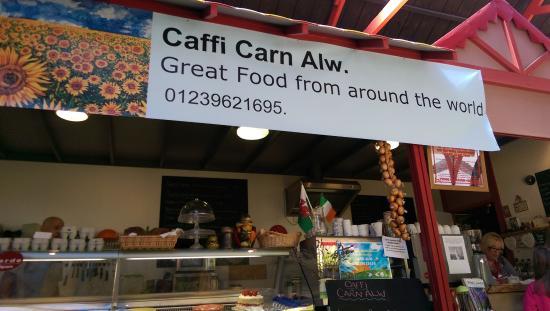 Caffi Carn Alw.
Great Food from around the world
01239621695.
CAFFI
CARN ALW